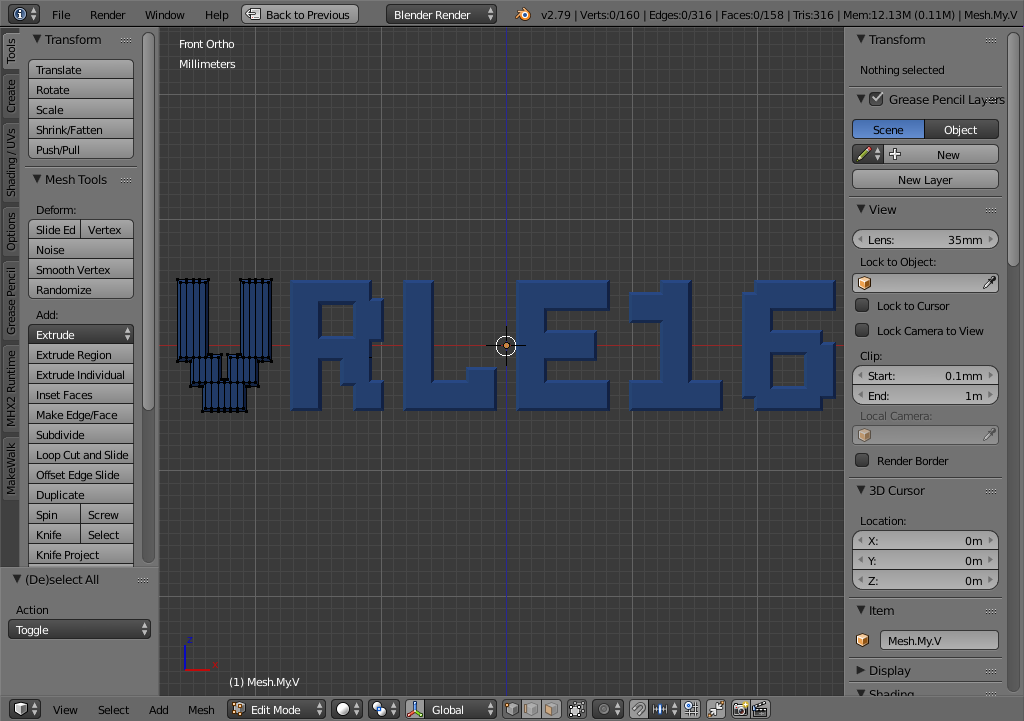 File Render Window Help Back to Previous Blender Render v2.79 | Verts:0/160 | Edges:0/316 | Faces:0/158 | Tris:316 | Mem:12.13M (0.11M) | Mesh.My.V
Tools
Create
Shading / UVs
Options
Grease Pencil
MHX2 Runtime
MakeWalk
Transform
Translate
Rotate
Scale
Shrink/Fatten
Push/Pull
Mesh Tools
Deform:
Slide Ed Vertex
Noise
Smooth Vertex
Randomize
Add:
Extrude
Extrude Region
Extrude Individual
Inset Faces
Make Edge/Face
Subdivide
Loop Cut and Slide
Offset Edge Slide
Duplicate
Spin Screw
Knife Select
Knife Project
(De)select All
Action
Toggle
Front Ortho
Millimeters
VRLE16
z
x
(1) Mesh.My.V
Transform
Nothing selected
Grease Pencil Layers
Scene Object
New
New Layer
View
Lens: 35mm
Lock to Object:
Lock to Cursor
Lock Camera to View
Clip:
Start: 0.1mm
End: 1m
Local Camera:
Render Border
3D Cursor
Location:
X: 0m
Y: 0m
Z: 0m
Item
Mesh.My.V
Display
Shading
View Select Add Mesh Edit Mode Global